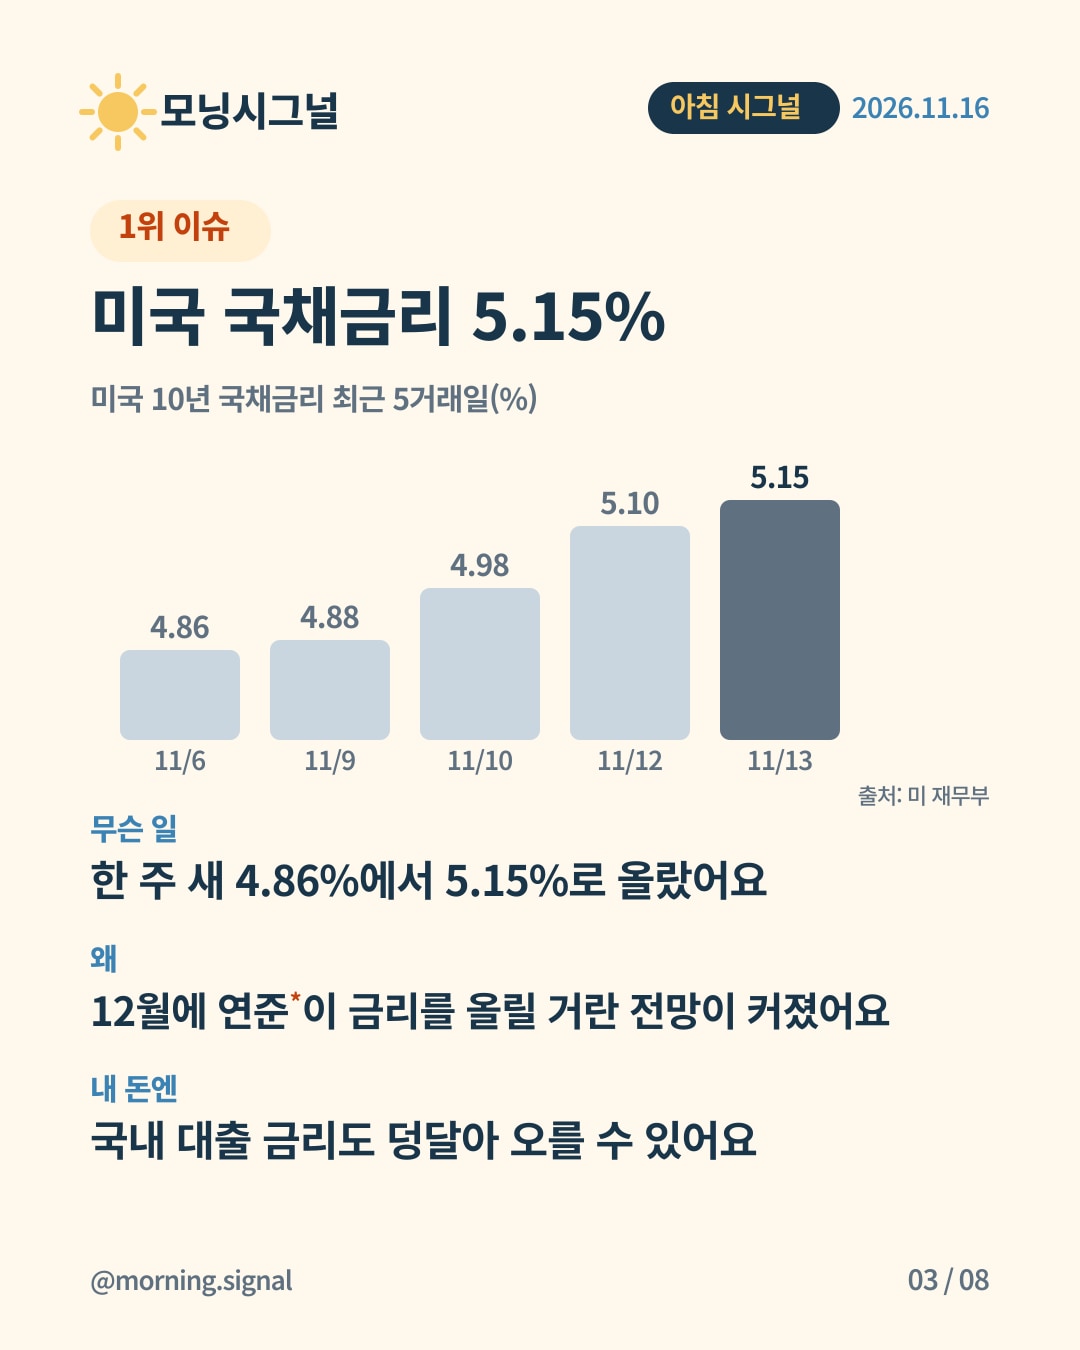 모닝시그널
아침 시그널 2026.11.16
1위 이슈
미국 국채금리 5.15%
미국 10년 국채금리 최근 5거래일(%)
4.86 4.88 4.98 5.10 5.15
11/6 11/9 11/10 11/12 11/13
출처: 미 재무부
무슨 일
한 주 새 4.86%에서 5.15%로 올랐어요
왜
12월에 연준*이 금리를 올릴 거란 전망이 커졌어요
내 돈엔
국내 대출 금리도 덩달아 오를 수 있어요
@morning.signal
03 / 08